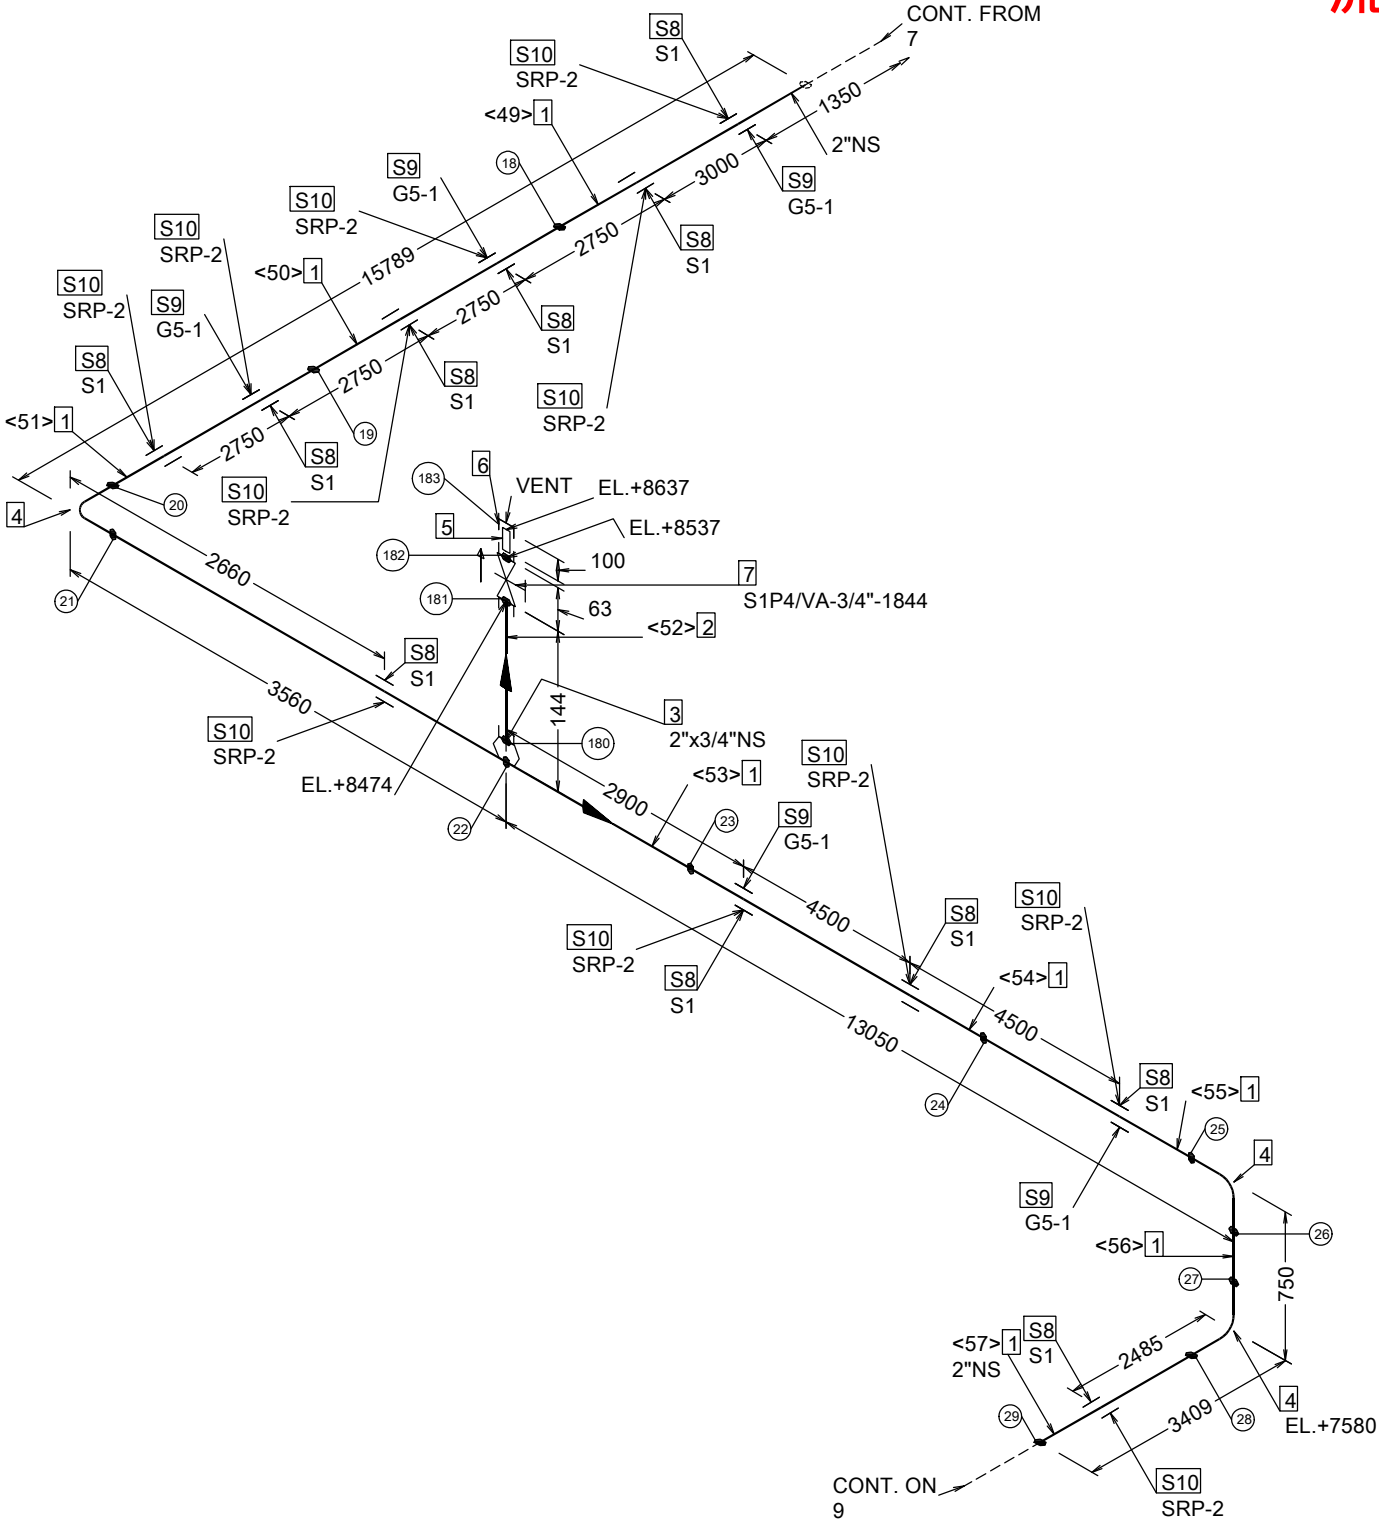 CONT. FROM
7
S8
S1
S10
SRP-2
<49> 1
1350
2"NS
18
S9
G5-1
3000
S9
G5-1
S10
SRP-2
S10
SRP-2
2750
S8
S1
15789
<50> 1
S10
SRP-2
S9
G5-1
2750
S8
S1
S8
S1
2750
S8
S1
S10
SRP-2
<51> 1
19
2750
S8
S1
6
183
VENT
EL.+8637
S10
SRP-2
20
4
5
EL.+8537
182
100
2660
7
S1P4/VA-3/4"-1844
21
181
63
<52> 2
S8
S1
3560
144
3
2"x3/4"NS
S10
SRP-2
180
S10
SRP-2
EL.+8474
<53> 1
2900
22
23
S9
G5-1
4500
S10
SRP-2
S8
S1
S10
SRP-2
S8
S1
<54> 1
4500
13050
S8
S1
<55> 1
24
25
4
S9
G5-1
<56> 1
26
27
750
<57> 1
2"NS
S8
S1
2485
4
EL.+7580
3409
29
28
CONT. ON
9
S10
SRP-2